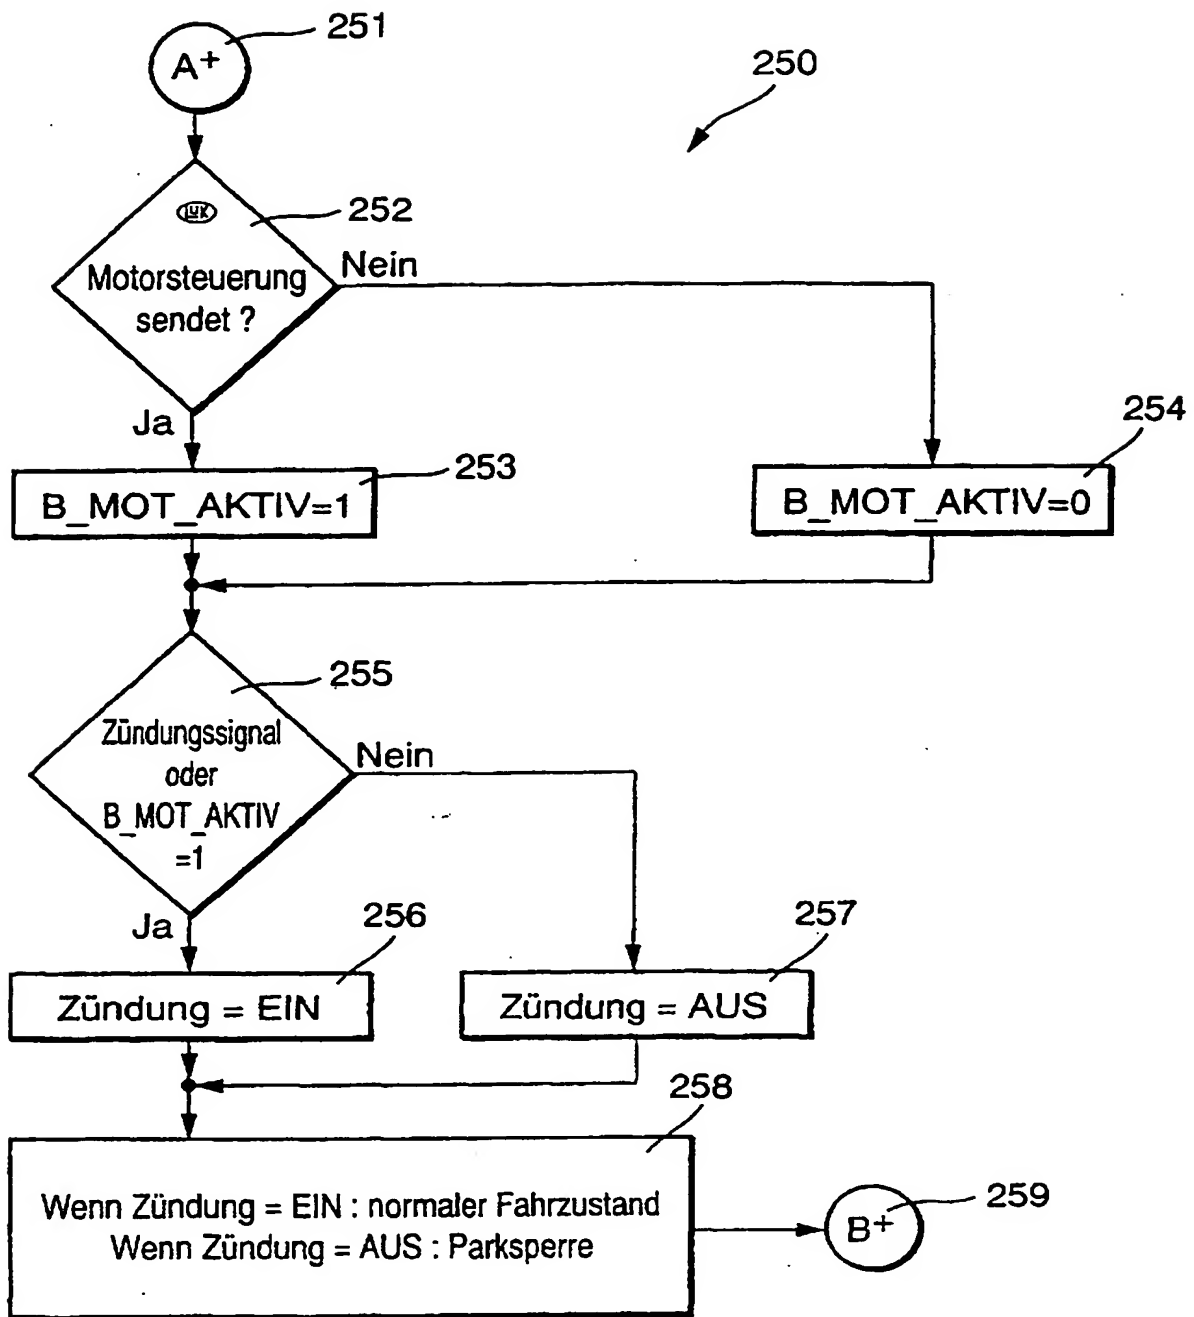 A+
251
250
LUK
252
Motorsteuerung
sendet ?
Nein
Ja
253
B_MOT_AKTIV=1
254
B_MOT_AKTIV=0
255
Zündungssignal
oder
B_MOT_AKTIV
=1
Nein
Ja
256
Zündung = EIN
257
Zündung = AUS
258
Wenn Zündung = EIN : normaler Fahrzustand
Wenn Zündung = AUS : Parksperre
B+
259